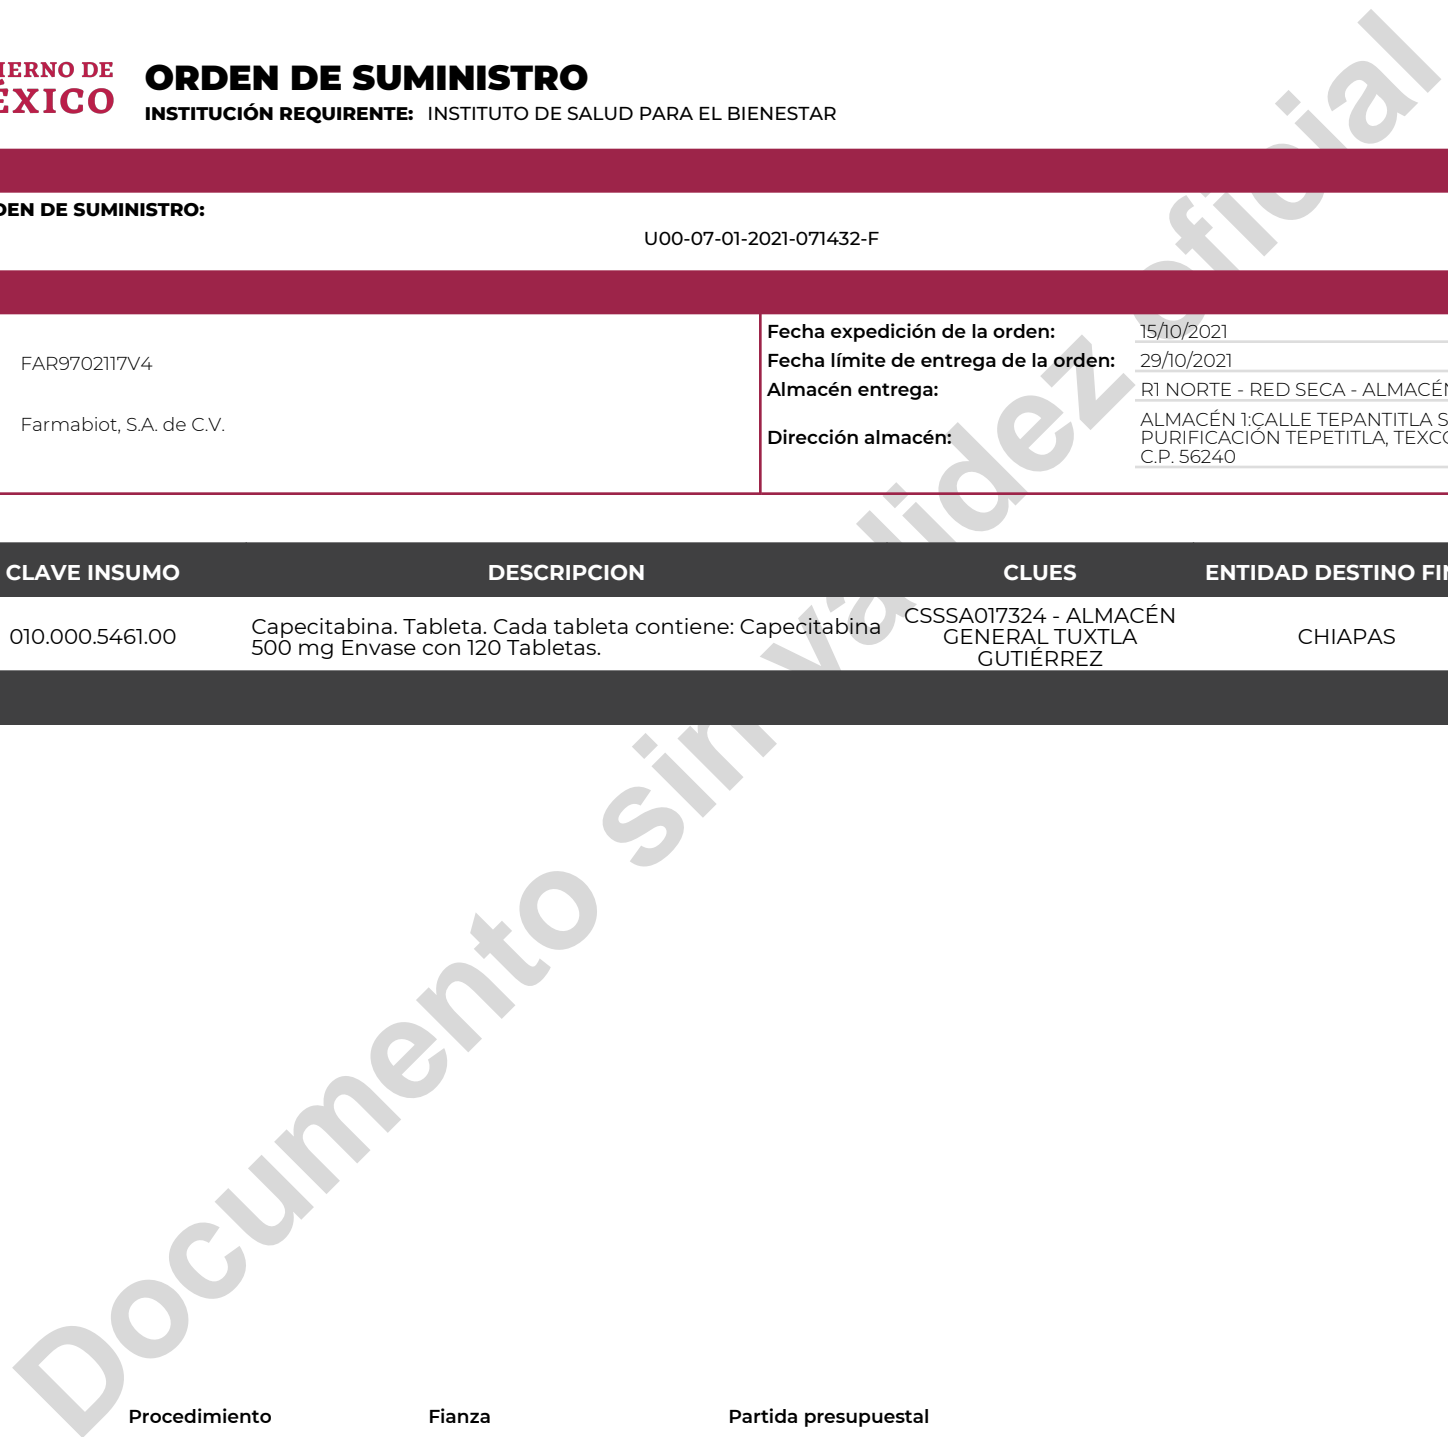 IERNO DE
ÉXICO
ORDEN DE SUMINISTRO
INSTITUCIÓN REQUIRENTE: INSTITUTO DE SALUD PARA EL BIENESTAR
DEN DE SUMINISTRO:
U00-07-01-2021-071432-F
FAR9702117V4
Farmabiot, S.A. de C.V.
Fecha expedición de la orden: 15/10/2021
Fecha límite de entrega de la orden: 29/10/2021
Almacén entrega: R1 NORTE - RED SECA - ALMACÉN
Dirección almacén: ALMACÉN 1:CALLE TEPANTITLA S
PURIFICACIÓN TEPETITLA, TEXCO
C.P. 56240
CLAVE INSUMO DESCRIPCION CLUES ENTIDAD DESTINO FIN
010.000.5461.00
Capecitabina. Tableta. Cada tableta contiene: Capecitabina
500 mg Envase con 120 Tabletas.
CSSSA017324 - ALMACÉN
GENERAL TUXTLA
GUTIÉRREZ
CHIAPAS
Documento sin validez oficial
Procedimiento Fianza Partida presupuestal